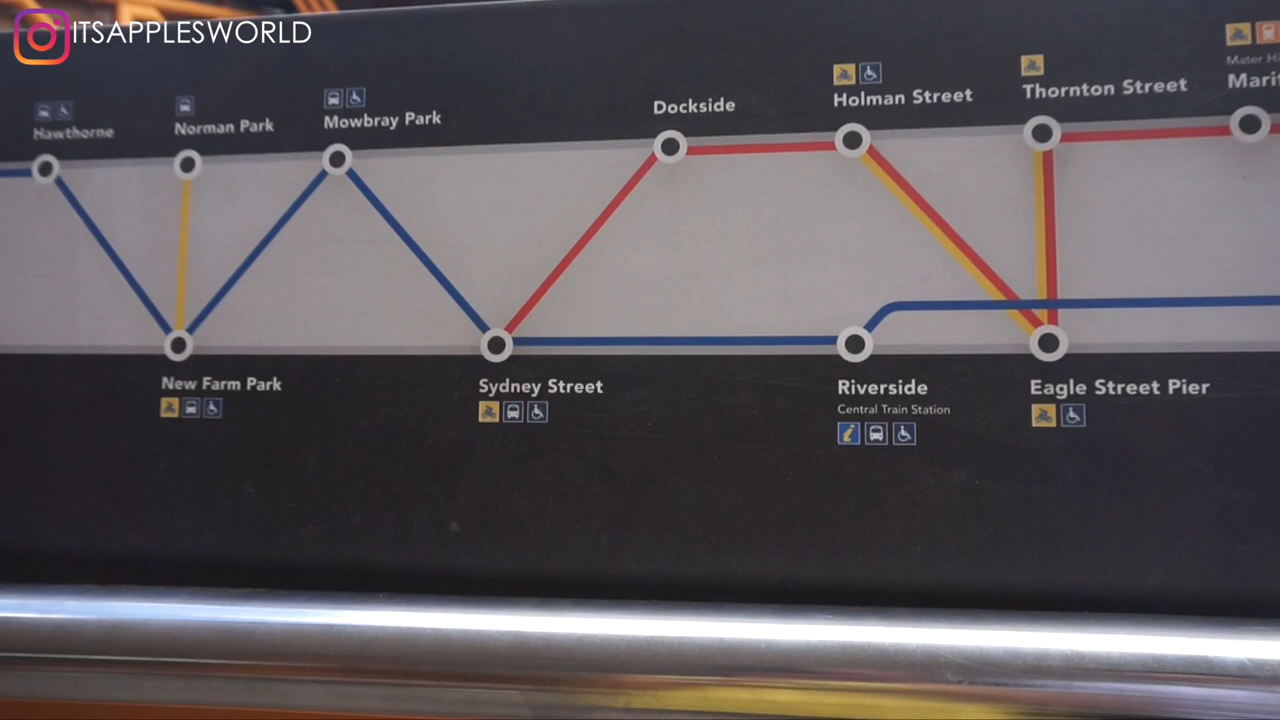 ITSAPPLESWORLD
Hawthorne
Norman Park
Mowbray Park
Dockside
Holman Street
Thornton Street
New Farm Park
Sydney Street
Riverside
Central Train Station
Eagle Street Pier